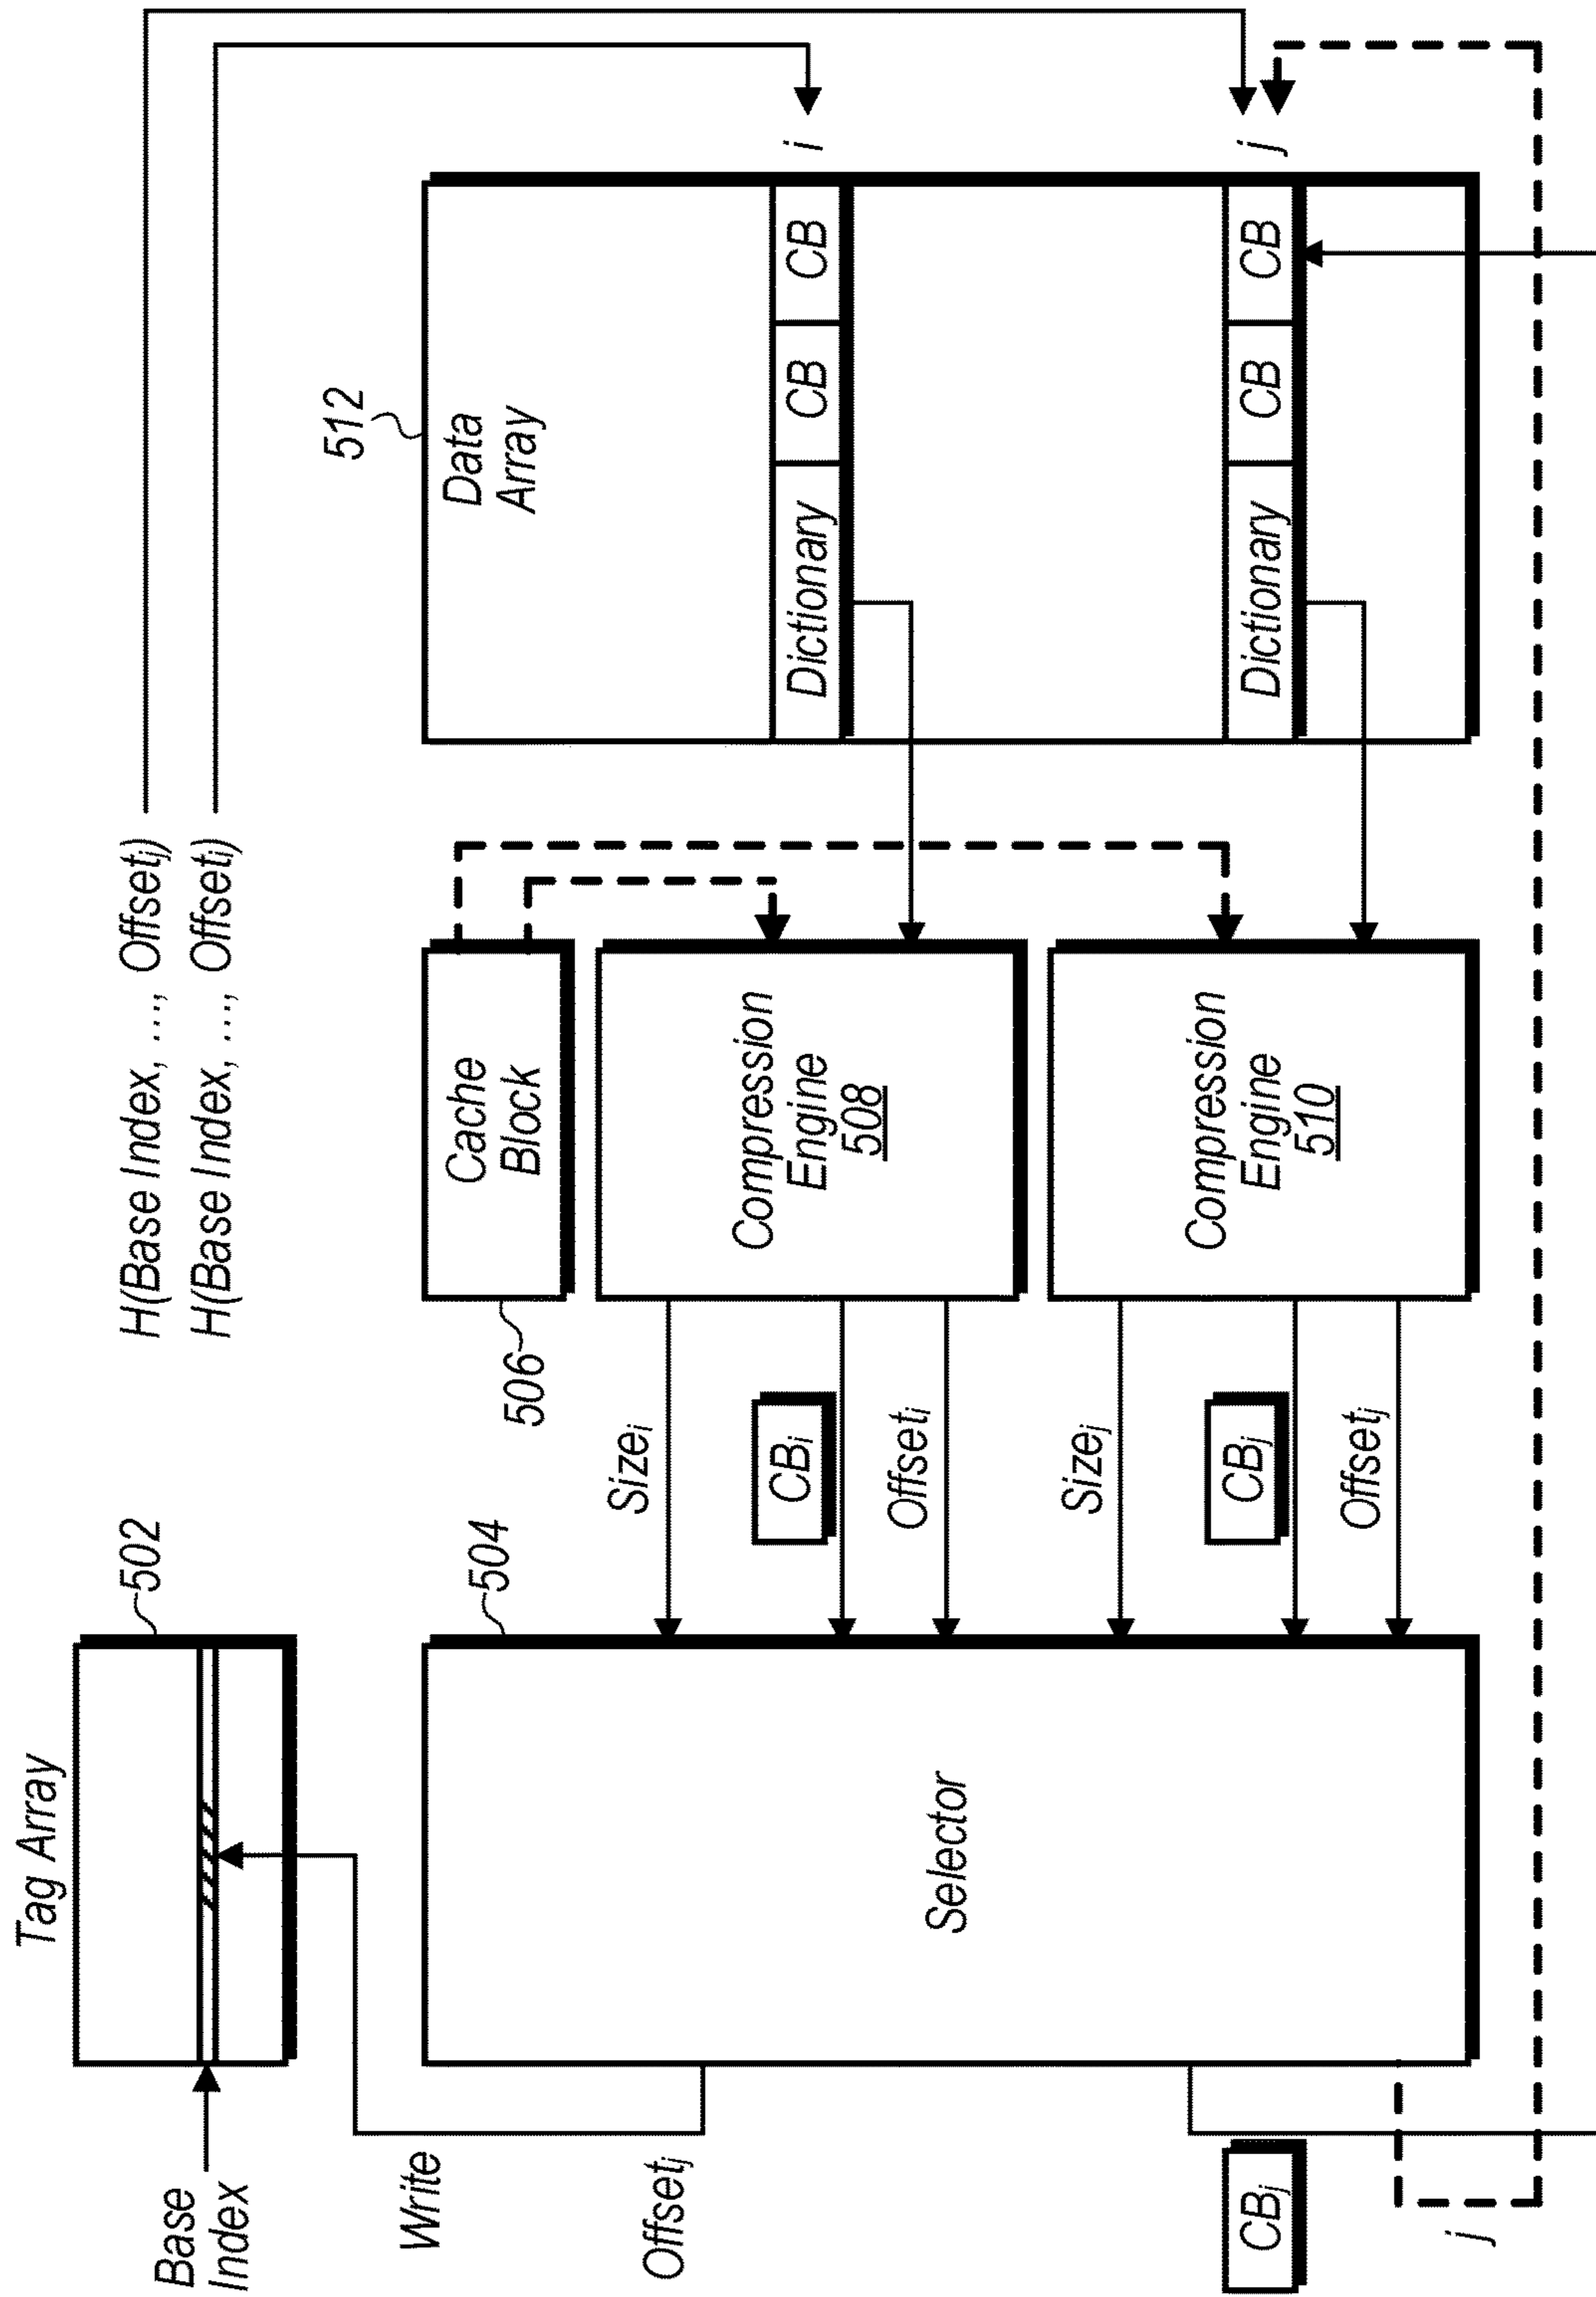 Tag Array
502
Base
Index
Write
Offsetj
504
Selector
CBj
j
H(Base Index, ..., Offsetj)
H(Base Index, ..., Offseti)
506
Cache
Block
Sizei
CBi
Offseti
Compression
Engine
508
Sizej
CBj
Offsetj
Compression
Engine
510
512
Data
Array
Dictionary CB CB
i
Dictionary CB CB
j